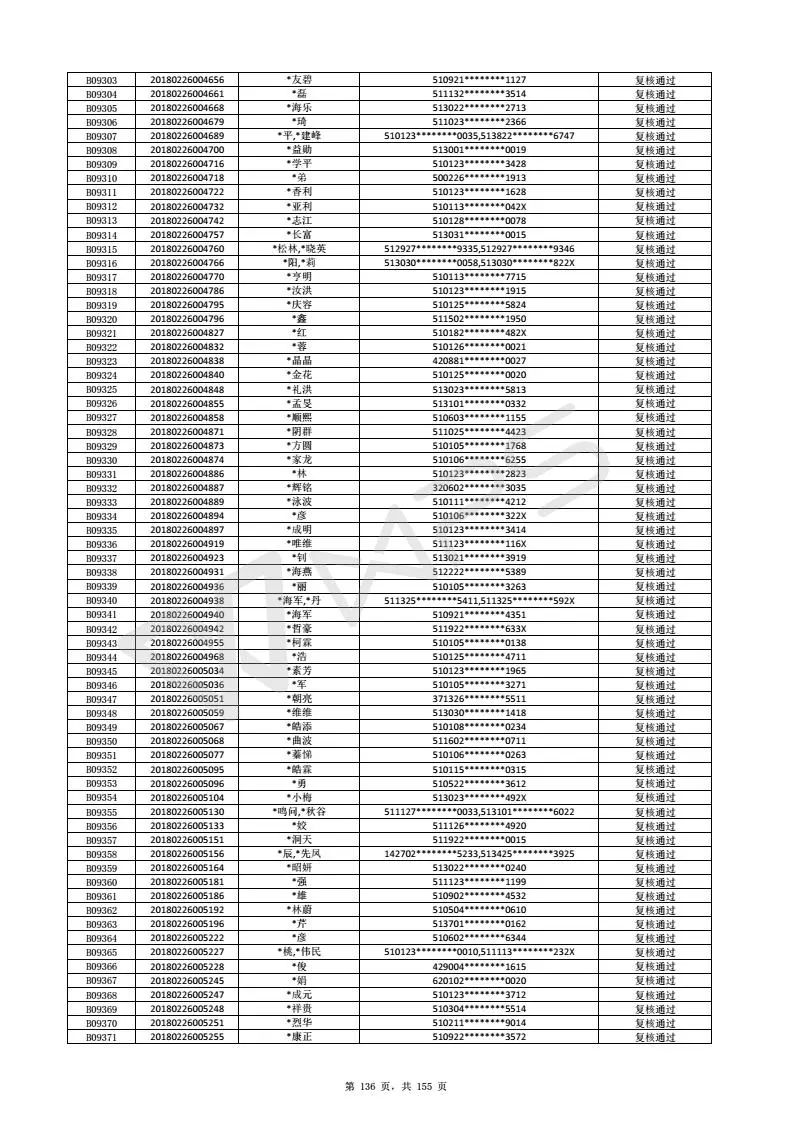 B09303 20180226004656 *友碧 510921********1127 复核通过
B09304 20180226004661 *磊 511132********3514 复核通过
B09305 20180226004668 *海乐 513022********2713 复核通过
B09306 20180226004679 *琦 511023********2366 复核通过
B09307 20180226004689 *平,*建峰 510123********0035,513822********6747 复核通过
B09308 20180226004700 *益勋 513001********0019 复核通过
B09309 20180226004716 *学平 510123********3428 复核通过
B09310 20180226004718 *弟 500226********1913 复核通过
B09311 20180226004722 *香利 510123********1628 复核通过
B09312 20180226004732 *亚利 510113********042X 复核通过
B09313 20180226004742 *志江 510128********0078 复核通过
B09314 20180226004757 *长富 513031********0015 复核通过
B09315 20180226004760 *松林,*晓英 512927********9335,512927********9346 复核通过
B09316 20180226004766 *阳,*莉 513030********0058,513030********822X 复核通过
B09317 20180226004770 *亨明 510113********7715 复核通过
B09318 20180226004786 *汝洪 510123********1915 复核通过
B09319 20180226004795 *庆容 510125********5824 复核通过
B09320 20180226004796 *鑫 511502********1950 复核通过
B09321 20180226004827 *红 510182********482X 复核通过
B09322 20180226004832 *蓉 510126********0021 复核通过
B09323 20180226004838 *晶晶 420881********0027 复核通过
B09324 20180226004840 *金花 510125********0020 复核通过
B09325 20180226004848 *礼洪 513023********5813 复核通过
B09326 20180226004855 *孟旻 513101********0332 复核通过
B09327 20180226004858 *顺熙 510603********1155 复核通过
B09328 20180226004871 *阴群 511025********4423 复核通过
B09329 20180226004873 *方圆 510105********1768 复核通过
B09330 20180226004874 *家龙 510106********6255 复核通过
B09331 20180226004886 *林 510123********2823 复核通过
B09332 20180226004887 *辉铭 320602********3035 复核通过
B09333 20180226004889 *泳波 510111********4212 复核通过
B09334 20180226004894 *彦 510106********322X 复核通过
B09335 20180226004897 *成明 510123********3414 复核通过
B09336 20180226004919 *唯维 511123********116X 复核通过
B09337 20180226004923 *钊 513021********3919 复核通过
B09338 20180226004931 *海燕 512222********5389 复核通过
B09339 20180226004936 *丽 510105********3263 复核通过
B09340 20180226004938 *海军,*丹 511325********5411,511325********592X 复核通过
B09341 20180226004940 *海军 510921********4351 复核通过
B09342 20180226004942 *哲豪 511922********633X 复核通过
B09343 20180226004955 *柯霖 510105********0138 复核通过
B09344 20180226004968 *浩 510125********4711 复核通过
B09345 20180226005034 *素芳 510123********1965 复核通过
B09346 20180226005036 *军 510105********3271 复核通过
B09347 20180226005051 *朝亮 371326********5511 复核通过
B09348 20180226005059 *维维 513030********1418 复核通过
B09349 20180226005067 *皓添 510108********0234 复核通过
B09350 20180226005068 *曲波 511602********0711 复核通过
B09351 20180226005077 *蓁悌 510106********0263 复核通过
B09352 20180226005095 *皓霖 510115********0315 复核通过
B09353 20180226005096 *勇 510522********3612 复核通过
B09354 20180226005104 *小梅 513023********492X 复核通过
B09355 20180226005130 *鸣问,*秋谷 511127********0033,513101********6022 复核通过
B09356 20180226005133 *姣 511126********4920 复核通过
B09357 20180226005151 *洞天 511922********0015 复核通过
B09358 20180226005156 *辰,*先凤 142702********5233,513425********3925 复核通过
B09359 20180226005164 *昭妍 513022********0240 复核通过
B09360 20180226005181 *强 511123********1199 复核通过
B09361 20180226005186 *雄 510902********4532 复核通过
B09362 20180226005192 *林蔚 510504********0610 复核通过
B09363 20180226005196 *芹 513701********0162 复核通过
B09364 20180226005222 *彦 510602********6344 复核通过
B09365 20180226005227 *桃,*伟民 510123********0010,511113********232X 复核通过
B09366 20180226005228 *俊 429004********1615 复核通过
B09367 20180226005245 *娟 620102********0020 复核通过
B09368 20180226005247 *成元 510123********3712 复核通过
B09369 20180226005248 *祥贵 510304********5514 复核通过
B09370 20180226005251 *烈华 510211********9014 复核通过
B09371 20180226005255 *康正 510922********3572 复核通过
WPS
第 136 页，共 155 页